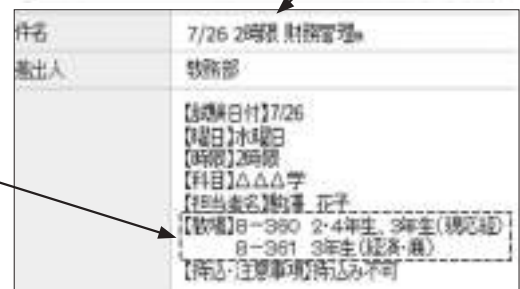 件名 7/26 2時限 財務管理
差出人 教務部
【試験日付】7/26
【曜日】水曜日
【時限】2時限
【科目】△△△学
【担当者名】駒澤 花子
【教場】8－360 2・4年生、3年生(現応経)
8－361 3年生(経済・商)
【持込・注意事項】持込み不可